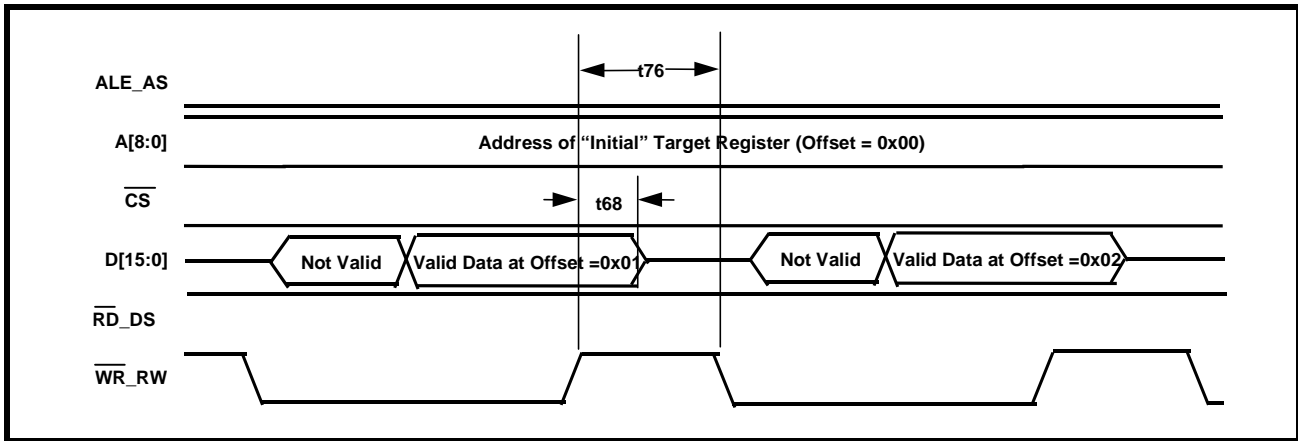 t76
ALE_AS
A[8:0]
Address of “Initial” Target Register (Offset = 0x00)
CS
t68
D[15:0]
Not Valid
Valid Data at Offset =0x01
Not Valid
Valid Data at Offset =0x02
RD_DS
WR_RW